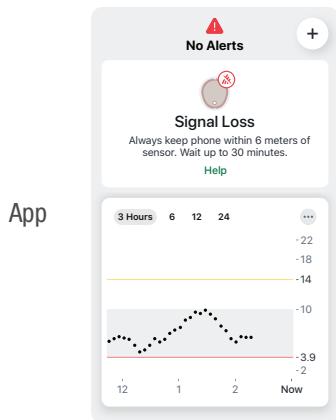 No Alerts
+
Signal Loss
Always keep phone within 6 meters of
sensor. Wait up to 30 minutes.
Help
App
3 Hours 6 12 24
22
18
14
10
3.9
2
12 1 2 Now